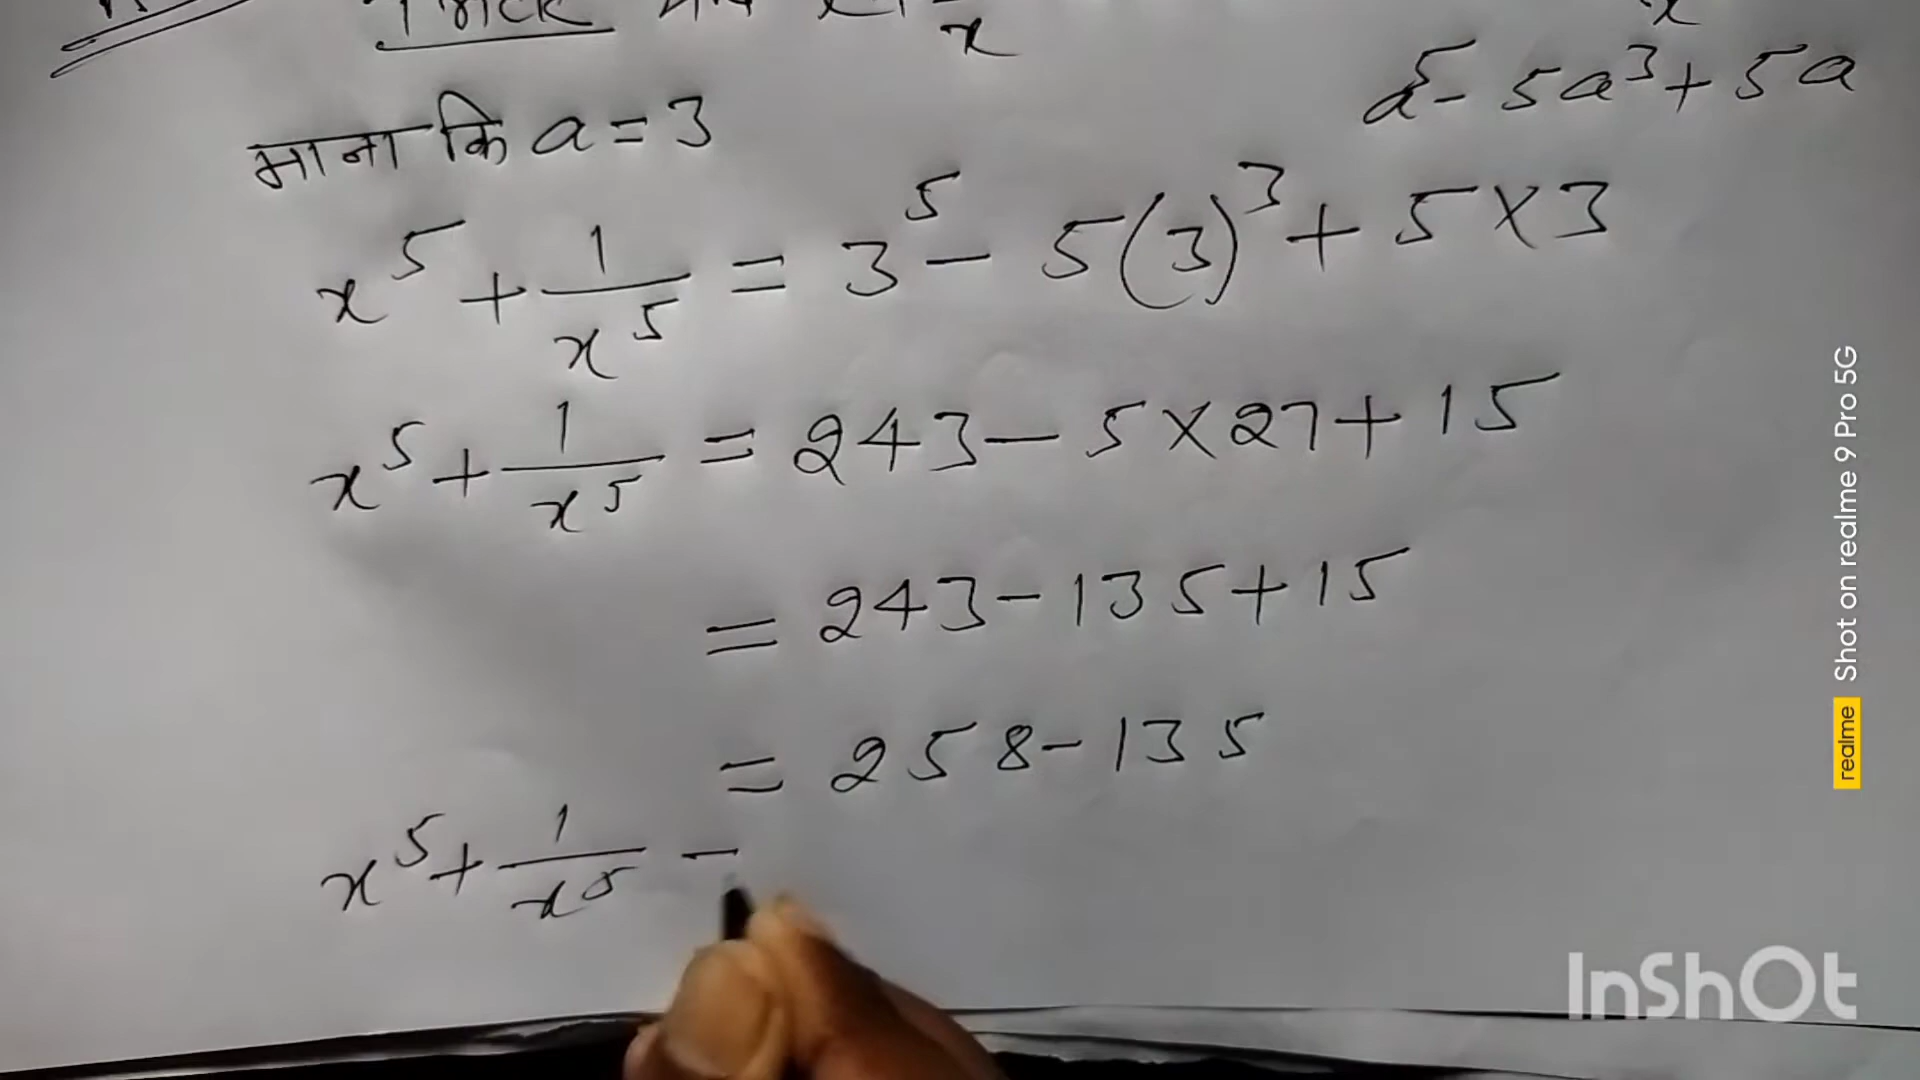 x
x
a⁵ - 5a³ + 5a
माना कि a = 3
x⁵ + 1/x⁵ = 3⁵ - 5(3)³ + 5 × 3
x⁵ + 1/x⁵ = 243 - 5 × 27 + 15
= 243 - 135 + 15
= 258 - 135
x⁵ + 1/x⁵ -
realme Shot on realme 9 Pro 5G
InShOt